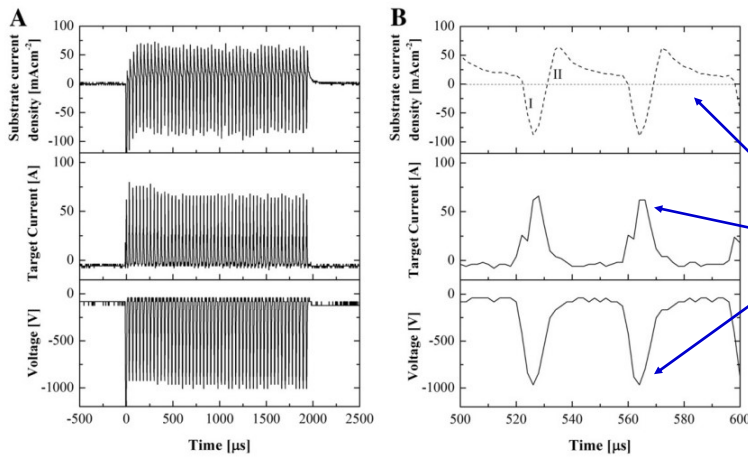 A
B
Substrate current
density [mAcm-2]
100
50
0
-50
-100
Substrate current
density [mAcm-2]
100
50
0
-50
-100
I
II
Target Current [A]
100
50
0
Target Current [A]
100
50
0
Voltage [V]
0
-500
-1000
Voltage [V]
0
-500
-1000
-500 0 500 1000 1500 2000 2500
500 520 540 560 580 600
Time [μs]
Time [μs]